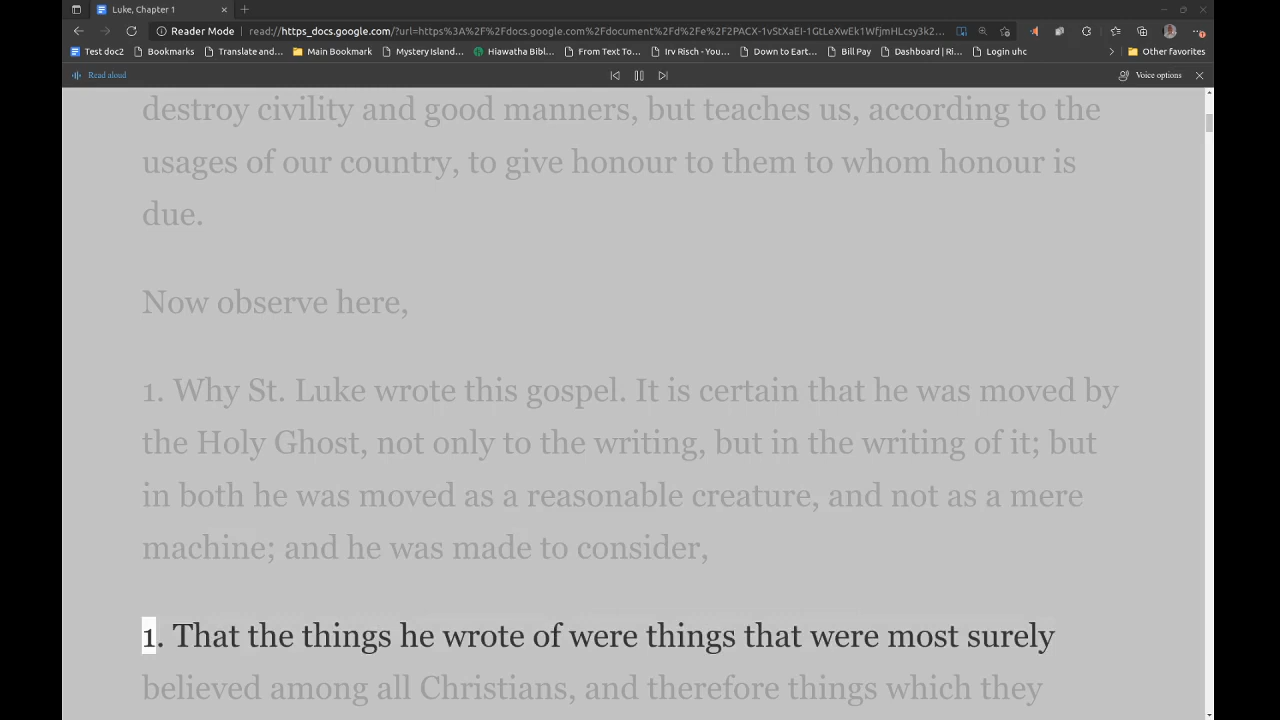 Luke, Chapter 1
Reader Mode
read://https_docs.google.com/?url=https%3A%2F%2Fdocs.google.com%2Fdocument%2Fd%2Fe%2F2PACX-1vStXaEI-1GtLeXwEk1WfjmHLcsy3k2...
Test doc2 Bookmarks Translate and... Main Bookmark Mystery Island... Hiawatha Bibl... From Text To... Irv Risch - You... Down to Eart... Bill Pay Dashboard | Ri... Login uhc Other favorites
Read aloud Voice options
destroy civility and good manners, but teaches us, according to the
usages of our country, to give honour to them to whom honour is
due.
Now observe here,
1. Why St. Luke wrote this gospel. It is certain that he was moved by
the Holy Ghost, not only to the writing, but in the writing of it; but
in both he was moved as a reasonable creature, and not as a mere
machine; and he was made to consider,
1. That the things he wrote of were things that were most surely
believed among all Christians, and therefore things which they